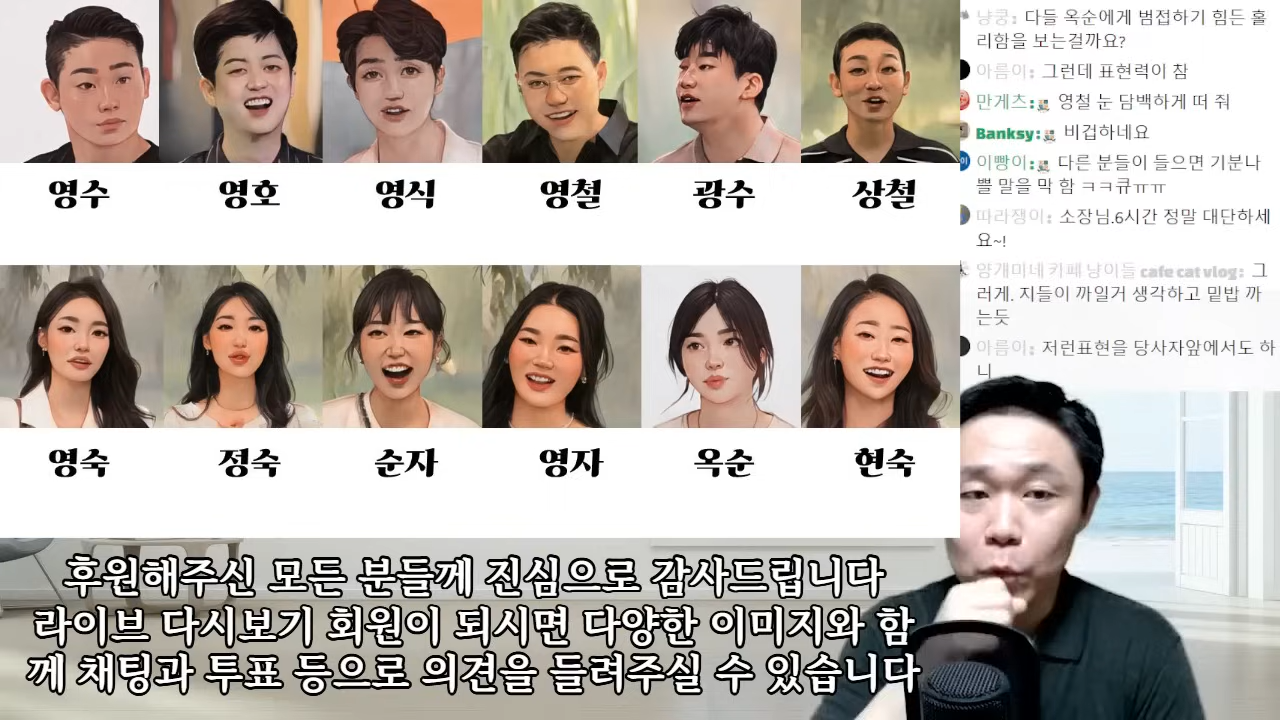 영수 영호 영식 영철 광수 상철
영숙 정숙 순자 영자 옥순 현숙
후원해주신 모든 분들께 진심으로 감사드립니다
라이브 다시보기 회원이 되시면 다양한 이미지와 함
께 채팅과 투표 등으로 의견을 들려주실 수 있습니다
냥쿵: 다들 옥순에게 범접하기 힘든 홀
리함을 보는걸까요?
아름이: 그런데 표현력이 참
만게츠: 영철 눈 담백하게 떠 줘
Banksy: 비겁하네요
이빵이: 다른 분들이 들으면 기분나
쁠 말을 막 함 ㅋㅋ큐ㅠㅠ
따라쟁이: 소장님.6시간 정말 대단하세
요~!
얌개미네카페냥이들 cafe cat vlog: 그
러게. 지들이 까일거 생각하고 밑밥 까
는듯
아름이: 저런표현을 당사자앞에서도 하
니